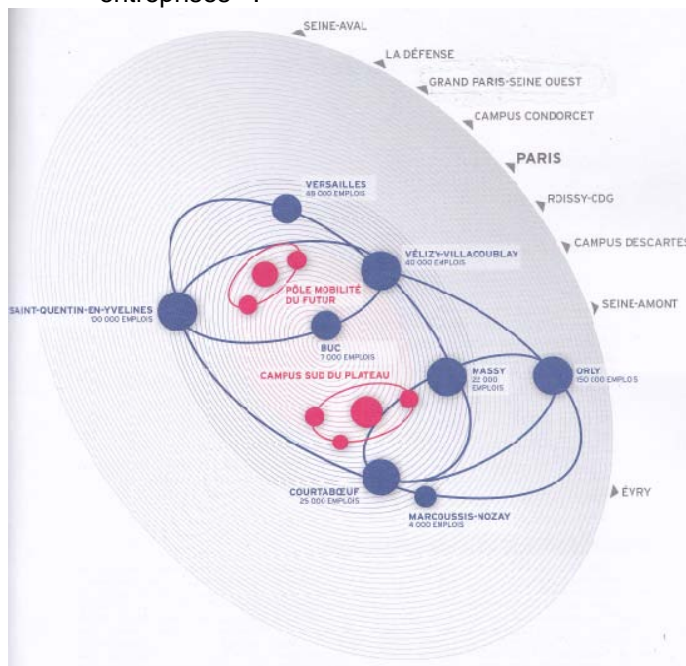 entreprises
SEINE-AVAL
LA DÉFENSE
GRAND PARIS-SEINE OUEST
CAMPUS CONDORCET
PARIS
ROISSY-CDG
CAMPUS DESCARTES
SEINE-AMONT
ÉVRY
VERSAILLES
000 EMPLOIS
VÉLIZY-VILLACOUBLAY
40 000 EMPLOIS
PÔLE MOBILITÉ
DU FUTUR
SAINT-QUENTIN-EN-YVELINES
100 000 EMPLOIS
BUC
7 000 EMPLOIS
CAMPUS SUD DU PLATEAU
MASSY
22 000
EMPLOIS
ORLY
150 000 EMPLOIS
COURTABŒUF
25 000 EMPLOIS
MARCOUSSIS-NOZAY
4 000 EMPLOIS